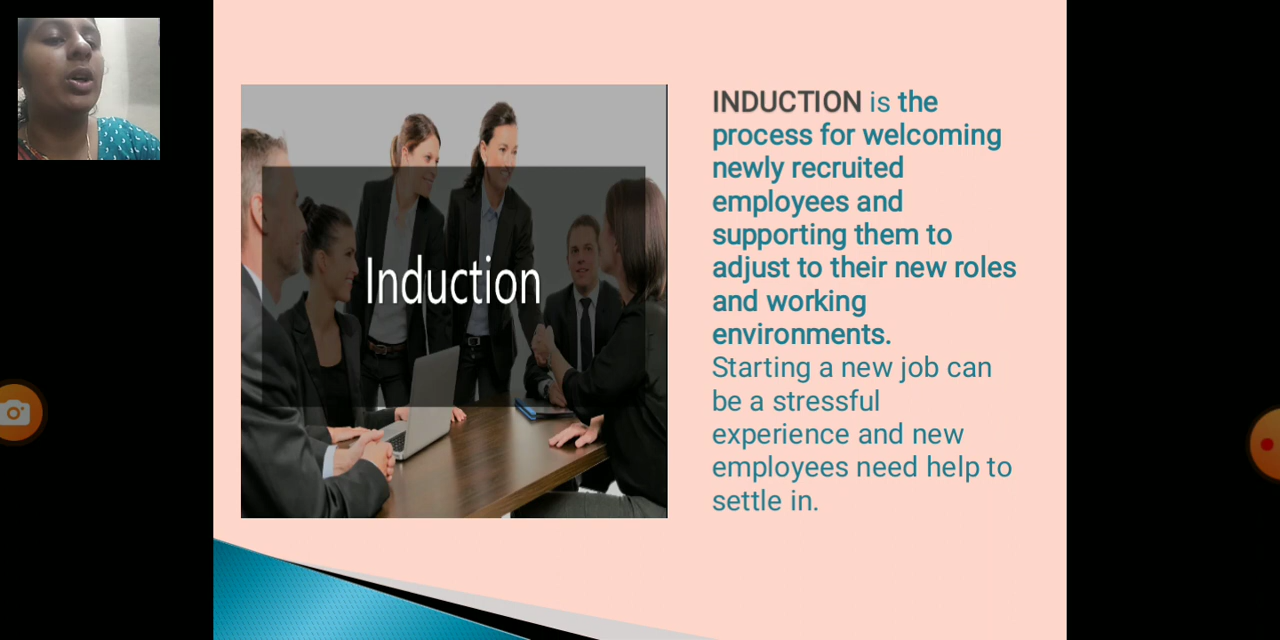 Induction
INDUCTION is the
process for welcoming
newly recruited
employees and
supporting them to
adjust to their new roles
and working
environments.
Starting a new job can
be a stressful
experience and new
employees need help to
settle in.